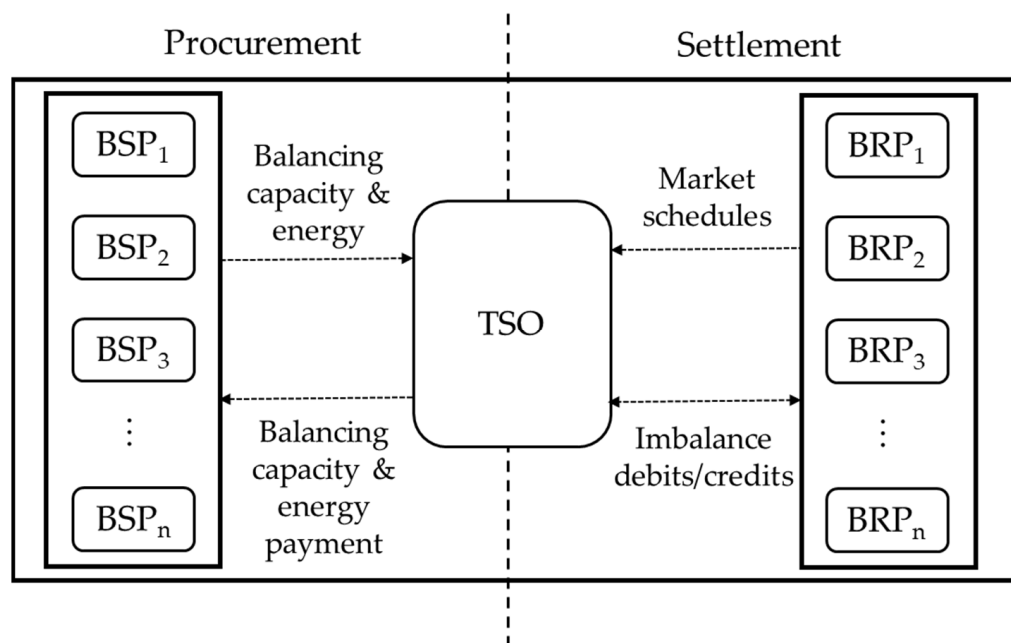 Procurement
Settlement
BSP₁
BSP₂
BSP₃
⋮
BSPₙ
Balancing
capacity &
energy
Balancing
capacity &
energy
payment
TSO
Market
schedules
Imbalance
debits/credits
BRP₁
BRP₂
BRP₃
⋮
BRPₙ